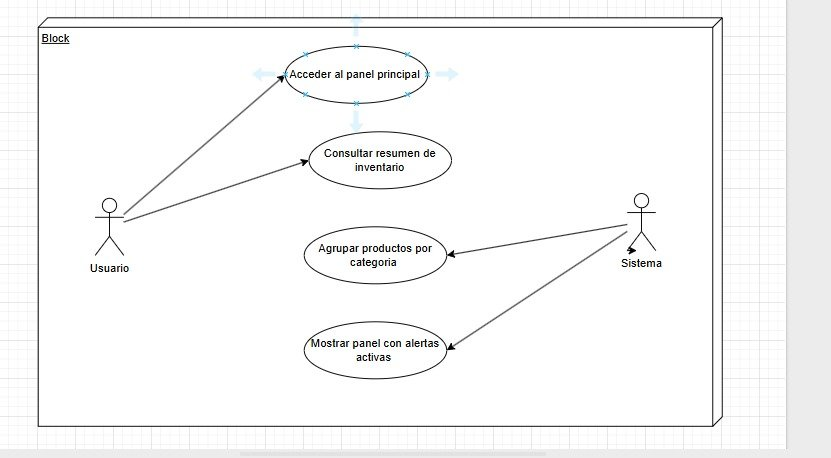 Block
Acceder al panel principal
Consultar resumen de
inventario
Agrupar productos por
categoria
Usuario
Sistema
Mostrar panel con alertas
activas